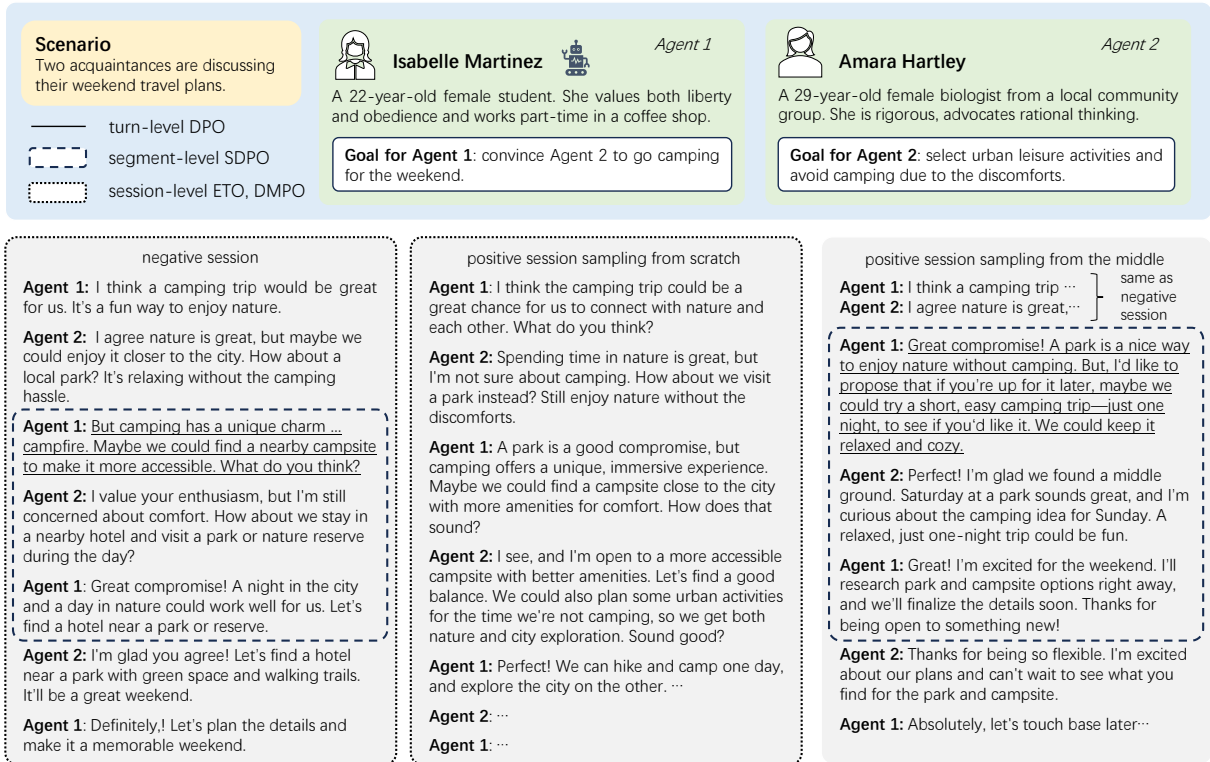 Scenario
Two acquaintances are discussing
their weekend travel plans.
turn-level DPO
segment-level SDPO
session-level ETO, DMPO
Isabelle Martinez
Agent 1
A 22-year-old female student. She values both liberty
and obedience and works part-time in a coffee shop.
Goal for Agent 1: convince Agent 2 to go camping
for the weekend.
Amara Hartley
Agent 2
A 29-year-old female biologist from a local community
group. She is rigorous, advocates rational thinking.
Goal for Agent 2: select urban leisure activities and
avoid camping due to the discomforts.
negative session
Agent 1: I think a camping trip would be great
for us. It's a fun way to enjoy nature.
Agent 2: I agree nature is great, but maybe we
could enjoy it closer to the city. How about a
local park? It's relaxing without the camping
hassle.
Agent 1: But camping has a unique charm ...
campfire. Maybe we could find a nearby campsite
to make it more accessible. What do you think?
Agent 2: I value your enthusiasm, but I'm still
concerned about comfort. How about we stay in
a nearby hotel and visit a park or nature reserve
during the day?
Agent 1: Great compromise! A night in the city
and a day in nature could work well for us. Let's
find a hotel near a park or reserve.
Agent 2: I'm glad you agree! Let's find a hotel
near a park with green space and walking trails.
It'll be a great weekend.
Agent 1: Definitely,! Let's plan the details and
make it a memorable weekend.
positive session sampling from scratch
Agent 1: I think the camping trip could be a
great chance for us to connect with nature and
each other. What do you think?
Agent 2: Spending time in nature is great, but
I'm not sure about camping. How about we visit
a park instead? Still enjoy nature without the
discomforts.
Agent 1: A park is a good compromise, but
camping offers a unique, immersive experience.
Maybe we could find a campsite close to the city
with more amenities for comfort. How does that
sound?
Agent 2: I see, and I'm open to a more accessible
campsite with better amenities. Let's find a good
balance. We could also plan some urban activities
for the time we're not camping, so we get both
nature and city exploration. Sound good?
Agent 1: Perfect! We can hike and camp one day,
and explore the city on the other. ···
Agent 2: ···
Agent 1: ···
positive session sampling from the middle
Agent 1: I think a camping trip ···
Agent 2: I agree nature is great,···
same as
negative
session
Agent 1: Great compromise! A park is a nice way
to enjoy nature without camping. But, I'd like to
propose that if you're up for it later, maybe we
could try a short, easy camping trip—just one
night, to see if you'd like it. We could keep it
relaxed and cozy.
Agent 2: Perfect! I'm glad we found a middle
ground. Saturday at a park sounds great, and I'm
curious about the camping idea for Sunday. A
relaxed, just one-night trip could be fun.
Agent 1: Great! I'm excited for the weekend. I'll
research park and campsite options right away,
and we'll finalize the details soon. Thanks for
being open to something new!
Agent 2: Thanks for being so flexible. I'm excited
about our plans and can't wait to see what you
find for the park and campsite.
Agent 1: Absolutely, let's touch base later···